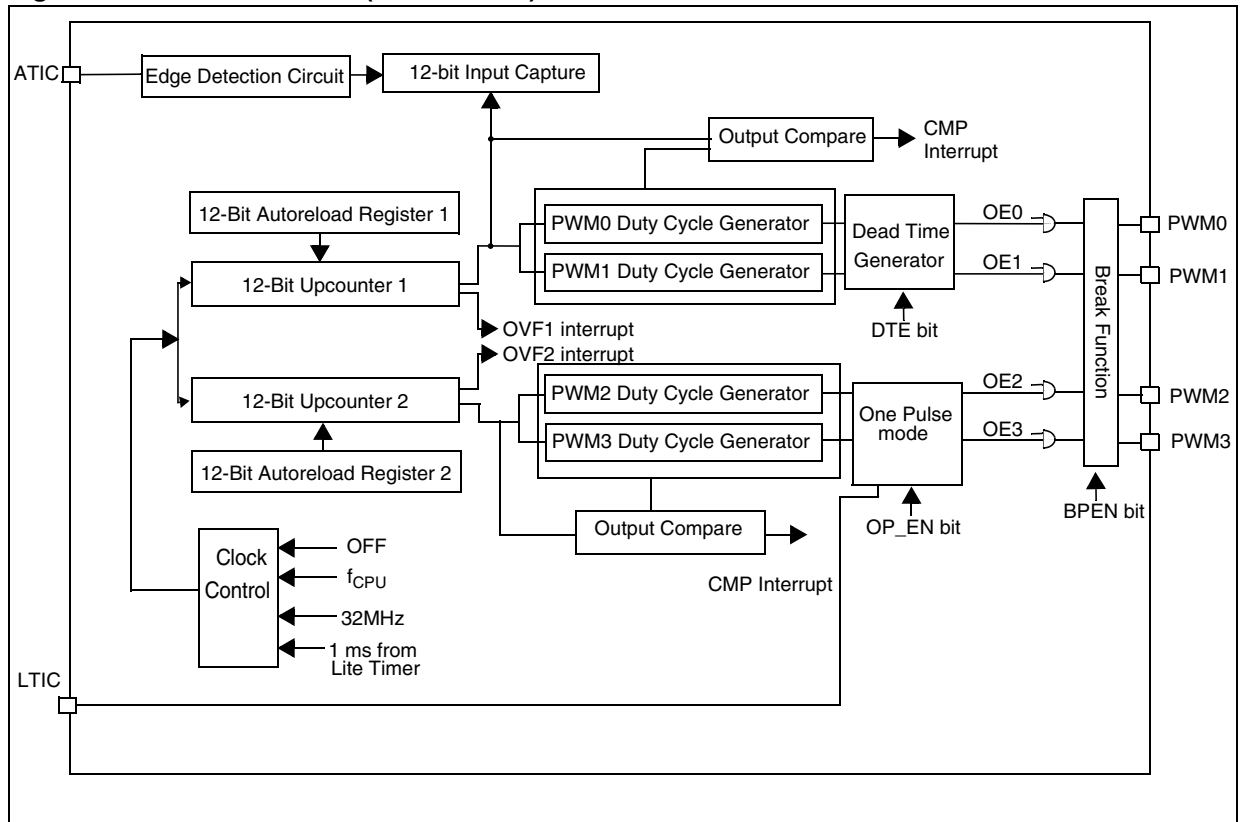 ATIC
Edge Detection Circuit
12-bit Input Capture
Output Compare
CMP
Interrupt
12-Bit Autoreload Register 1
PWM0 Duty Cycle Generator
PWM1 Duty Cycle Generator
Dead Time
Generator
OE0
OE1
PWM0
PWM1
Break Function
12-Bit Upcounter 1
DTE bit
OVF1 interrupt
OVF2 interrupt
12-Bit Upcounter 2
PWM2 Duty Cycle Generator
PWM3 Duty Cycle Generator
One Pulse
mode
OE2
OE3
PWM2
PWM3
12-Bit Autoreload Register 2
OP_EN bit
BPEN bit
Output Compare
CMP Interrupt
Clock
Control
OFF
fCPU
32MHz
1 ms from
Lite Timer
LTIC